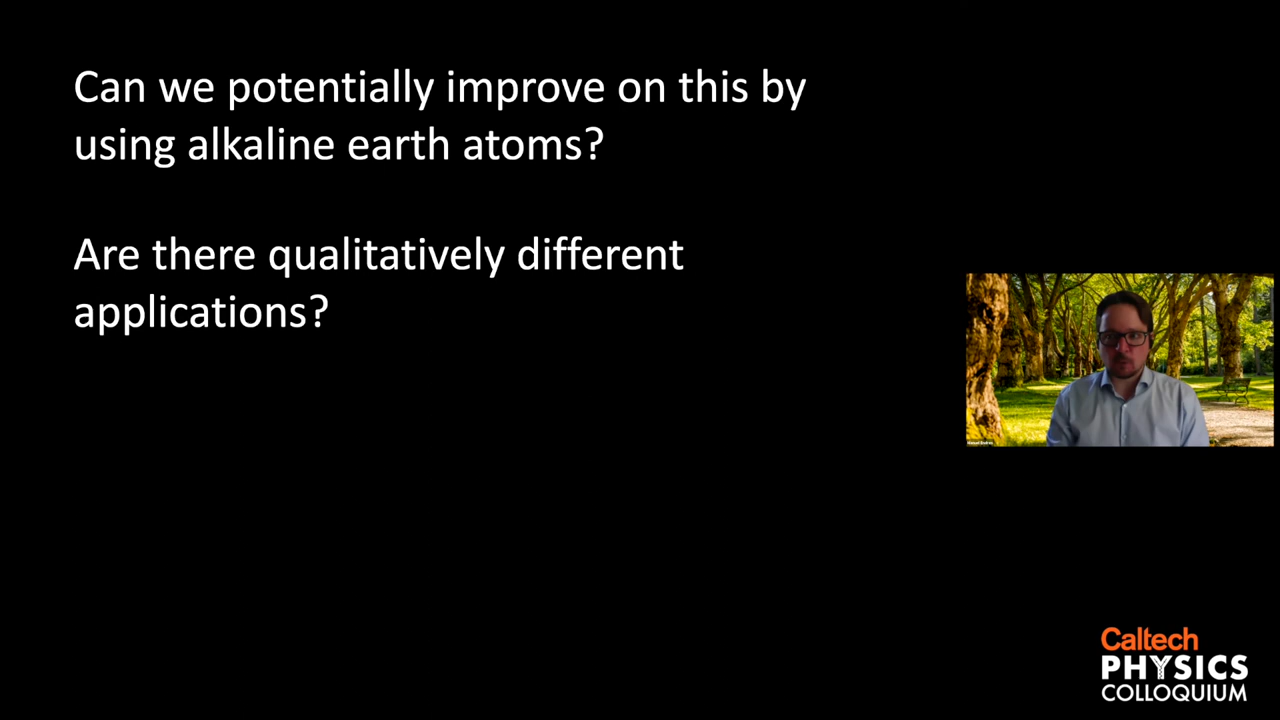 Can we potentially improve on this by
using alkaline earth atoms?
Are there qualitatively different
applications?
Caltech
PHYSICS
COLLOQUIUM